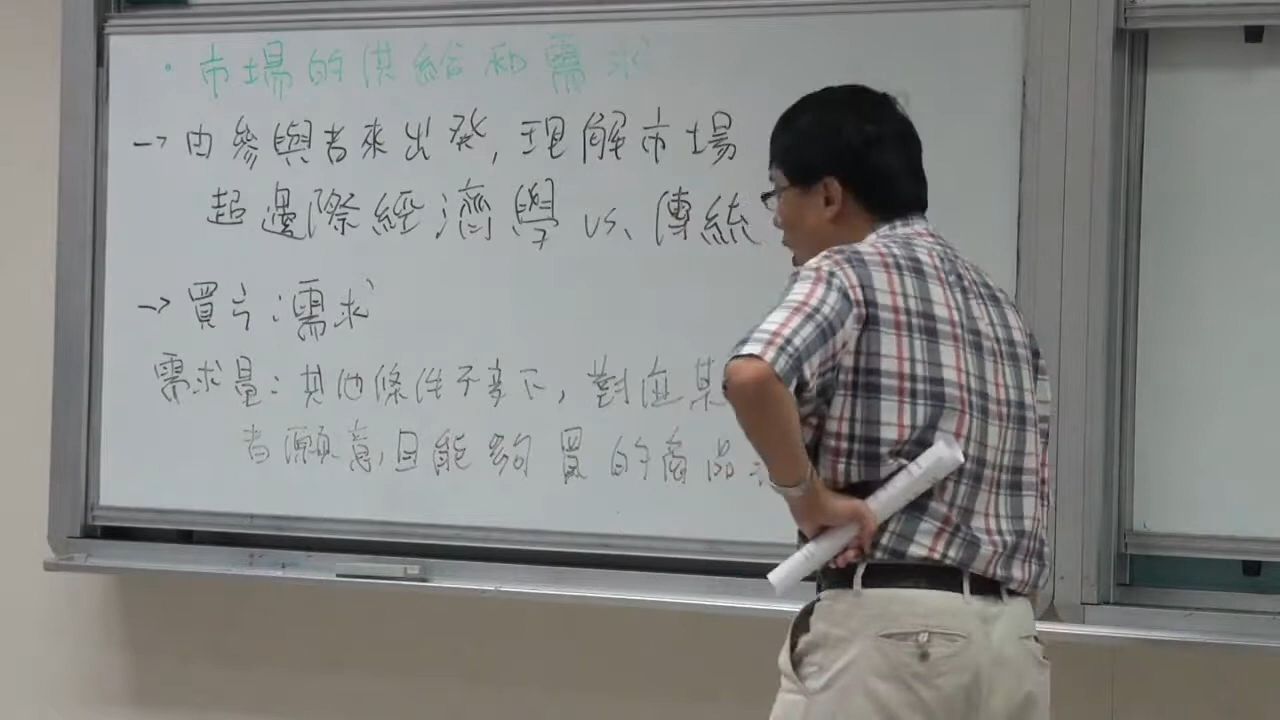 ・市場的供給和需求
→由參與者來出發,理解市場
超邊際經濟學 vs. 傳統
→買方:需求
需求量:其他條件不變下,對應某
者願意,且能夠買的商品